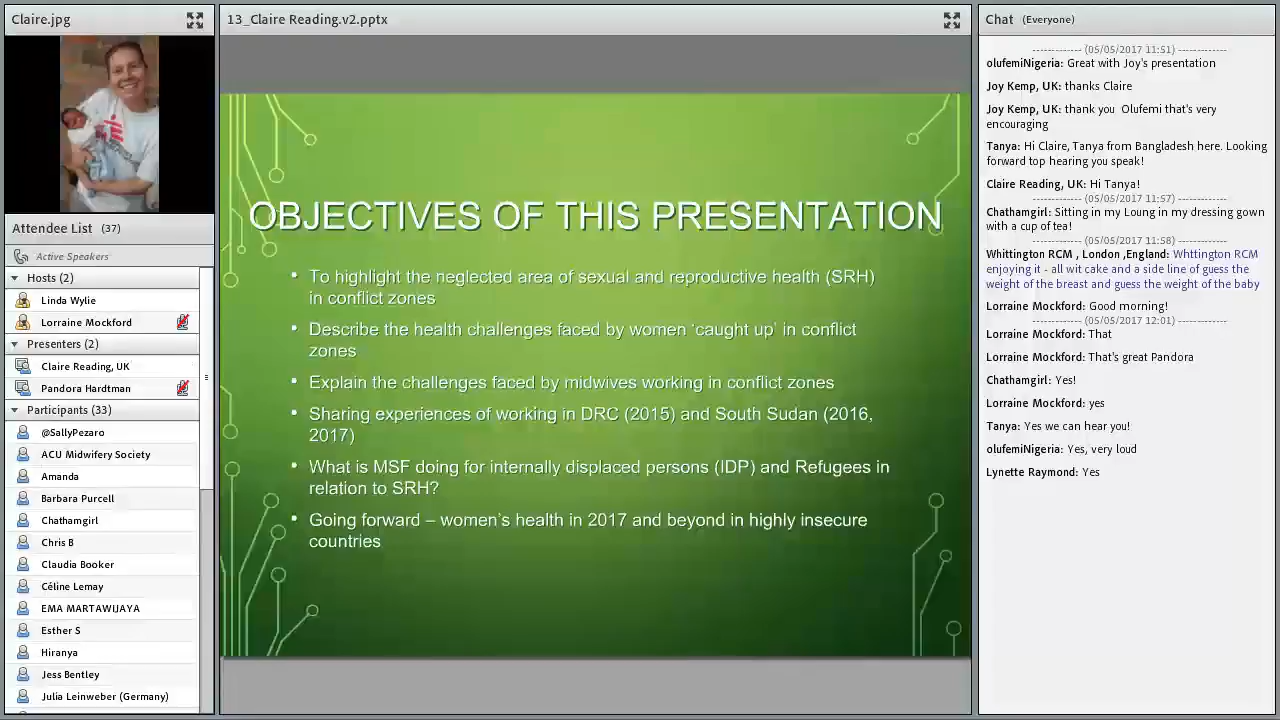 Claire.jpg
Attendee List (37)
Active Speakers
Hosts (2)
Linda Wylie
Lorraine Mockford
Presenters (2)
Claire Reading, UK
Pandora Hardtman
Participants (33)
@SallyPezaro
ACU Midwifery Society
Amanda
Barbara Purcell
Chathamgirl
Chris B
Claudia Booker
Céline Lemay
EMA MARTAWIJAYA
Esther S
Hiranya
Jess Bentley
Julia Leinweber (Germany)
13_Claire Reading.v2.pptx
OBJECTIVES OF THIS PRESENTATION
• To highlight the neglected area of sexual and reproductive health (SRH)
in conflict zones
• Describe the health challenges faced by women ‘caught up’ in conflict
zones
• Explain the challenges faced by midwives working in conflict zones
• Sharing experiences of working in DRC (2015) and South Sudan (2016,
2017)
• What is MSF doing for internally displaced persons (IDP) and Refugees in
relation to SRH?
• Going forward – women’s health in 2017 and beyond in highly insecure
countries
Chat (Everyone)
------------- (05/05/2017 11:51) -------------
olufemiNigeria: Great with Joy's presentation
Joy Kemp, UK: thanks Claire
Joy Kemp, UK: thank you Olufemi that's very
encouraging
Tanya: Hi Claire, Tanya from Bangladesh here. Looking
forward top hearing you speak!
Claire Reading, UK: Hi Tanya!
------------- (05/05/2017 11:57) -------------
Chathamgirl: Sitting in my Loung in my dressing gown
with a cup of tea!
------------- (05/05/2017 11:58) -------------
Whittington RCM , London ,England: Whttington RCM
enjoying it - all wit cake and a side line of guess the
weight of the breast and guess the weight of the baby
Lorraine Mockford: Good morning!
------------- (05/05/2017 12:01) -------------
Lorraine Mockford: That
Lorraine Mockford: That's great Pandora
Chathamgirl: Yes!
Lorraine Mockford: yes
Tanya: Yes we can hear you!
olufemiNigeria: Yes, very loud
Lynette Raymond: Yes